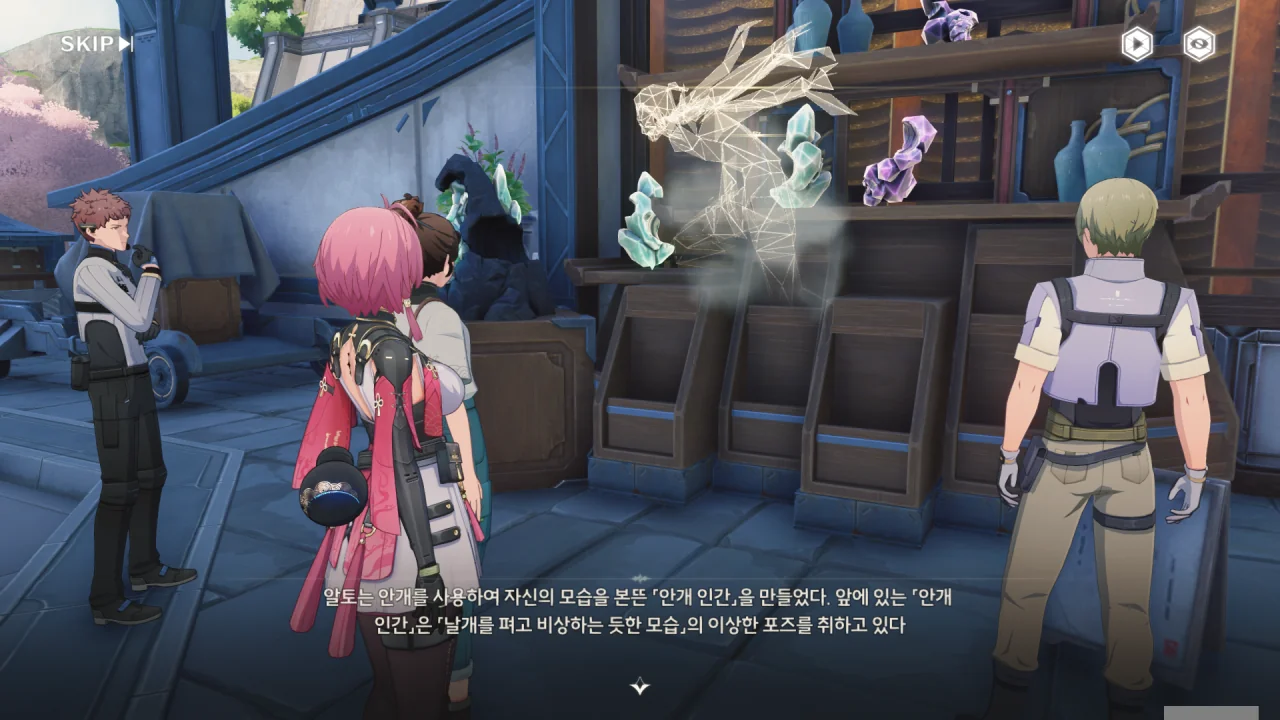 SKIP
알토는 안개를 사용하여 자신의 모습을 본뜬 「안개 인간」을 만들었다. 앞에 있는 「안개
인간」은 「날개를 펴고 비상하는 듯한 모습」의 이상한 포즈를 취하고 있다